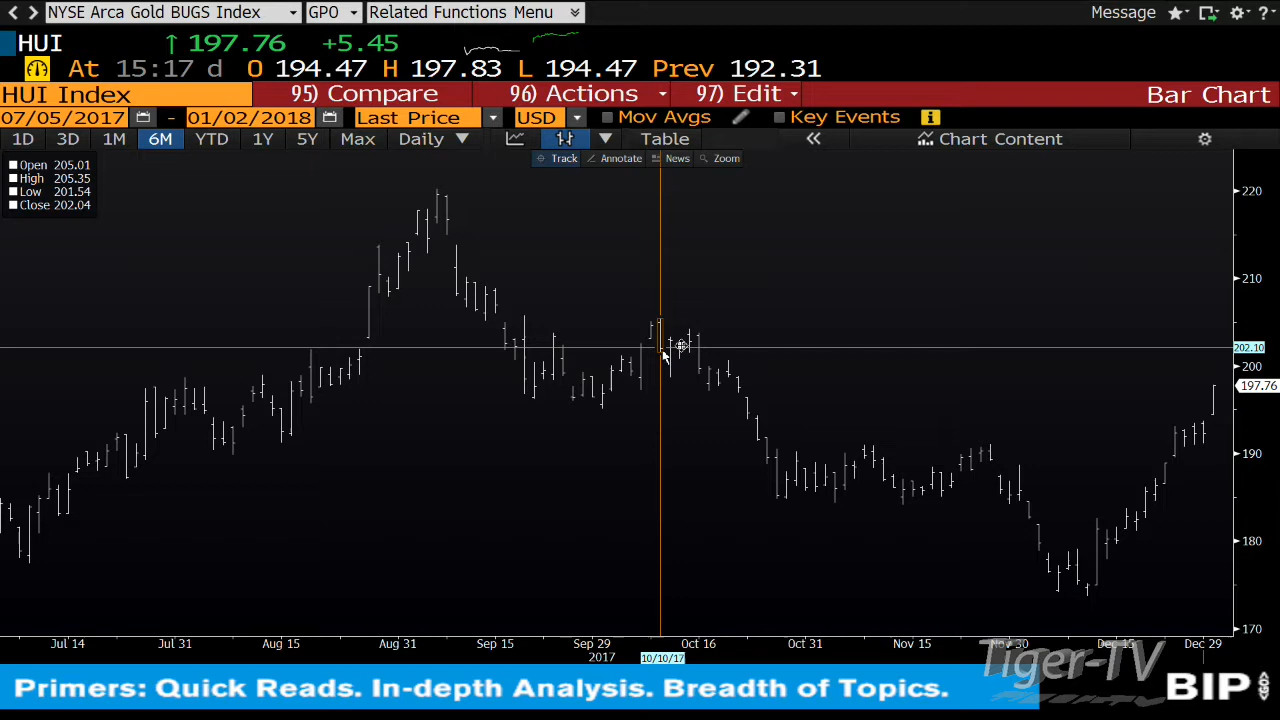 NYSE Arca Gold BUGS Index GPO Related Functions Menu Message ?
HUI ↑ 197.76 +5.45
At 15:17 d O 194.47 H 197.83 L 194.47 Prev 192.31
HUI Index 95) Compare 96) Actions 97) Edit Bar Chart
07/05/2017 - 01/02/2018 Last Price USD Mov Avgs Key Events i
1D 3D 1M 6M YTD 1Y 5Y Max Daily Table « Chart Content
Track Annotate News Zoom
Open 205.01
High 205.35
Low 201.54
Close 202.04
220
210
202.10
200
197.76
190
180
170
Jul 14 Jul 31 Aug 15 Aug 31 Sep 15 Sep 29 Oct 16 Oct 31 Nov 15 Nov 30 Dec 15 Dec 29
2017 10/10/17
Tiger-TV
Primers: Quick Reads. In-depth Analysis. Breadth of Topics. BIP GO